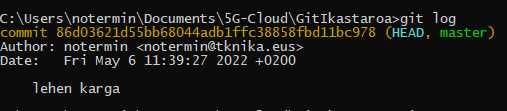 C:\Users\notermin\Documents\5G-Cloud\GitIkastaroa>git log
commit 86d03621d55bb68044adb1ffc38858fbd11bc978 (HEAD, master)
Author: notermin <notermin@tknika.eus>
Date:   Fri May 6 11:39:27 2022 +0200
    lehen karga